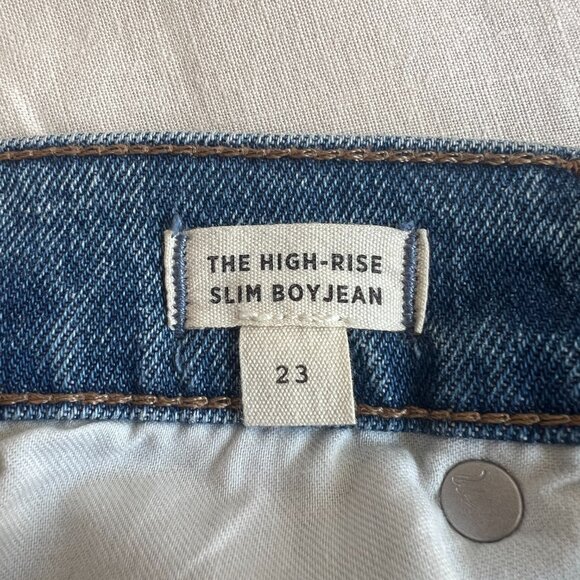 THE HIGH-RISE
SLIM BOYJEAN
23